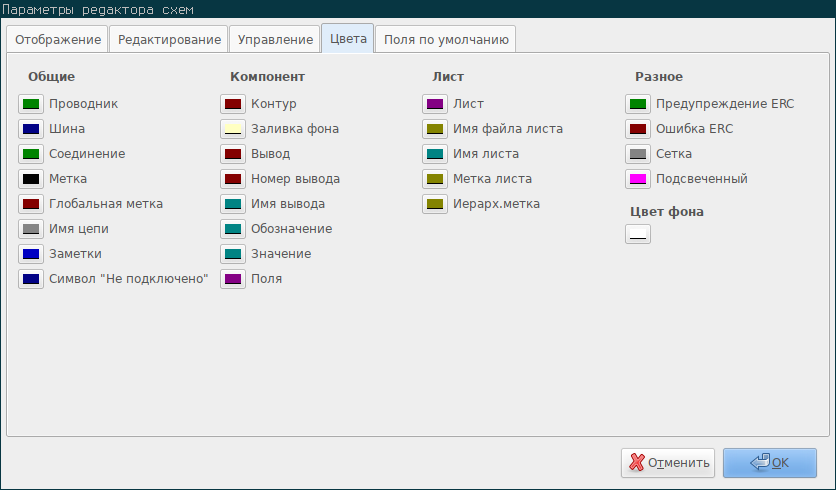 Параметры редактора схем
Отображение Редактирование Управление Цвета Поля по умолчанию
Общие
Проводник
Шина
Соединение
Метка
Глобальная метка
Имя цепи
Заметки
Символ "Не подключено"
Компонент
Контур
Заливка фона
Вывод
Номер вывода
Имя вывода
Обозначение
Значение
Поля
Лист
Лист
Имя файла листа
Имя листа
Метка листа
Иерарх.метка
Разное
Предупреждение ERC
Ошибка ERC
Сетка
Подсвеченный
Цвет фона
Отменить OK